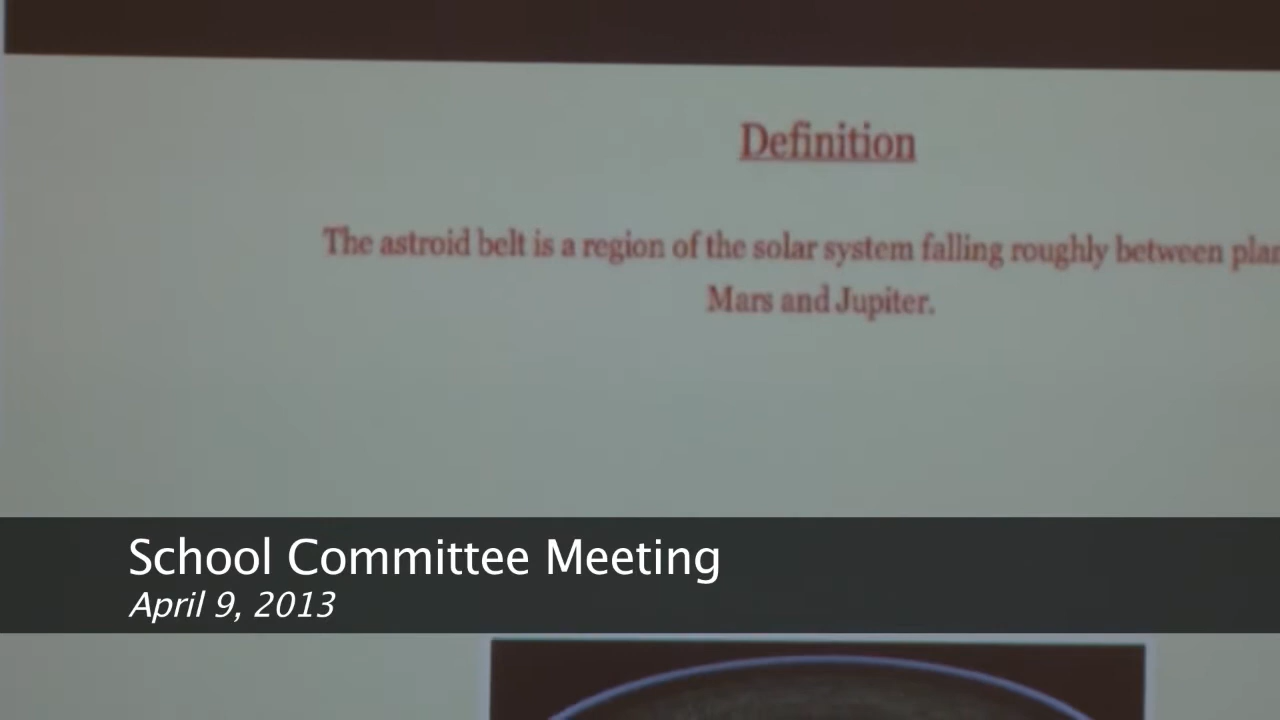 Definition
The astroid belt is a region of the solar system falling roughly between
Mars and Jupiter.
School Committee Meeting
April 9, 2013